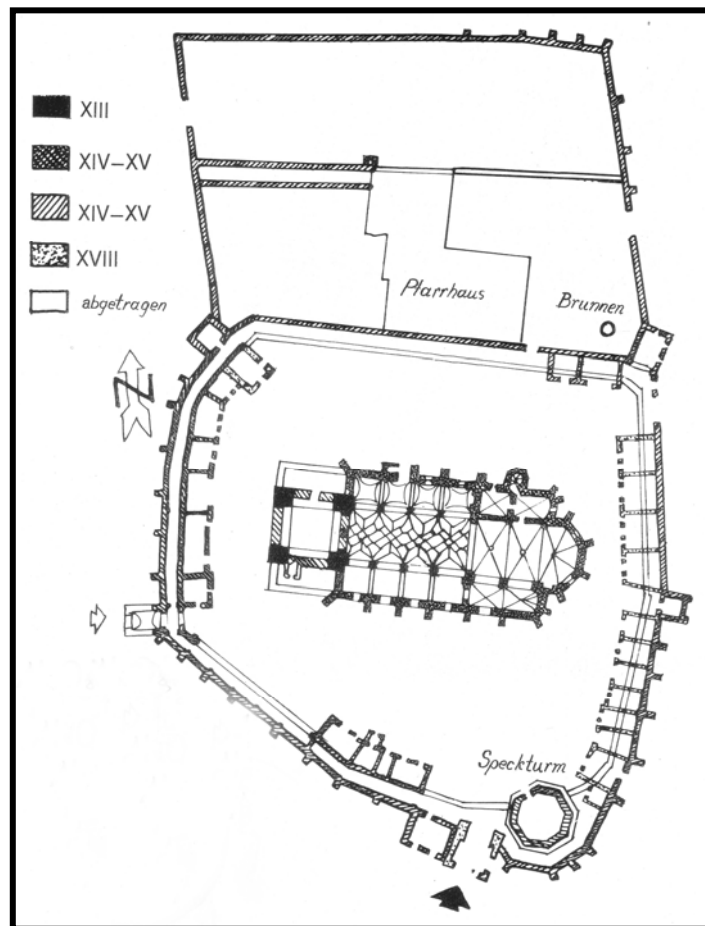 XIII
XIV–XV
XIV–XV
XVIII
abgetragen
Pfarrhaus
Brunnen
N
Speckturm